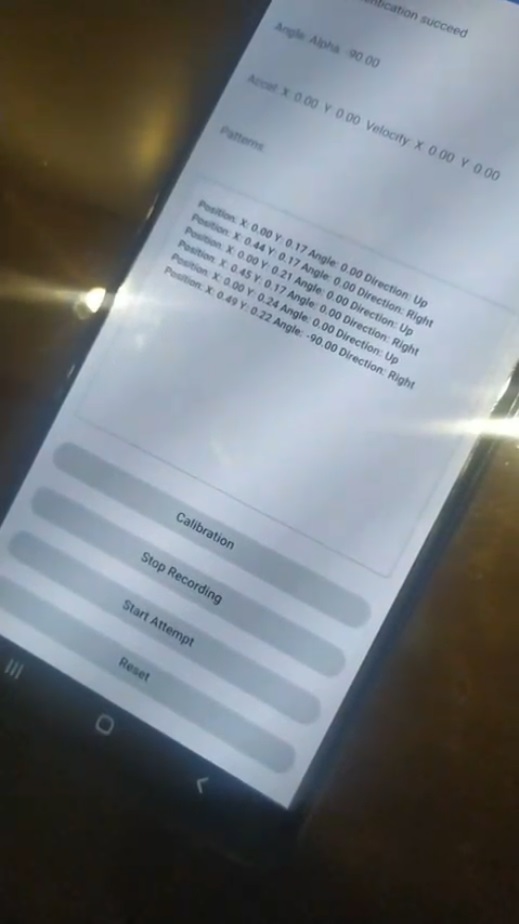 succeed
Angle: Alpha: -90.00
Accel: X: 0.00 Y: 0.00 Velocity: X: 0.00 Y: 0.00
Patterns:
Position: X: 0.00 Y: 0.17 Angle: 0.00 Direction: Up
Position: X: 0.44 Y: 0.17 Angle: 0.00 Direction: Right
Position: X: 0.00 Y: 0.21 Angle: 0.00 Direction: Up
Position: X: 0.45 Y: 0.17 Angle: 0.00 Direction: Right
Position: X: 0.00 Y: 0.24 Angle: 0.00 Direction: Up
Position: X: 0.49 Y: 0.22 Angle: -90.00 Direction: Right
Calibration
Stop Recording
Start Attempt
Reset